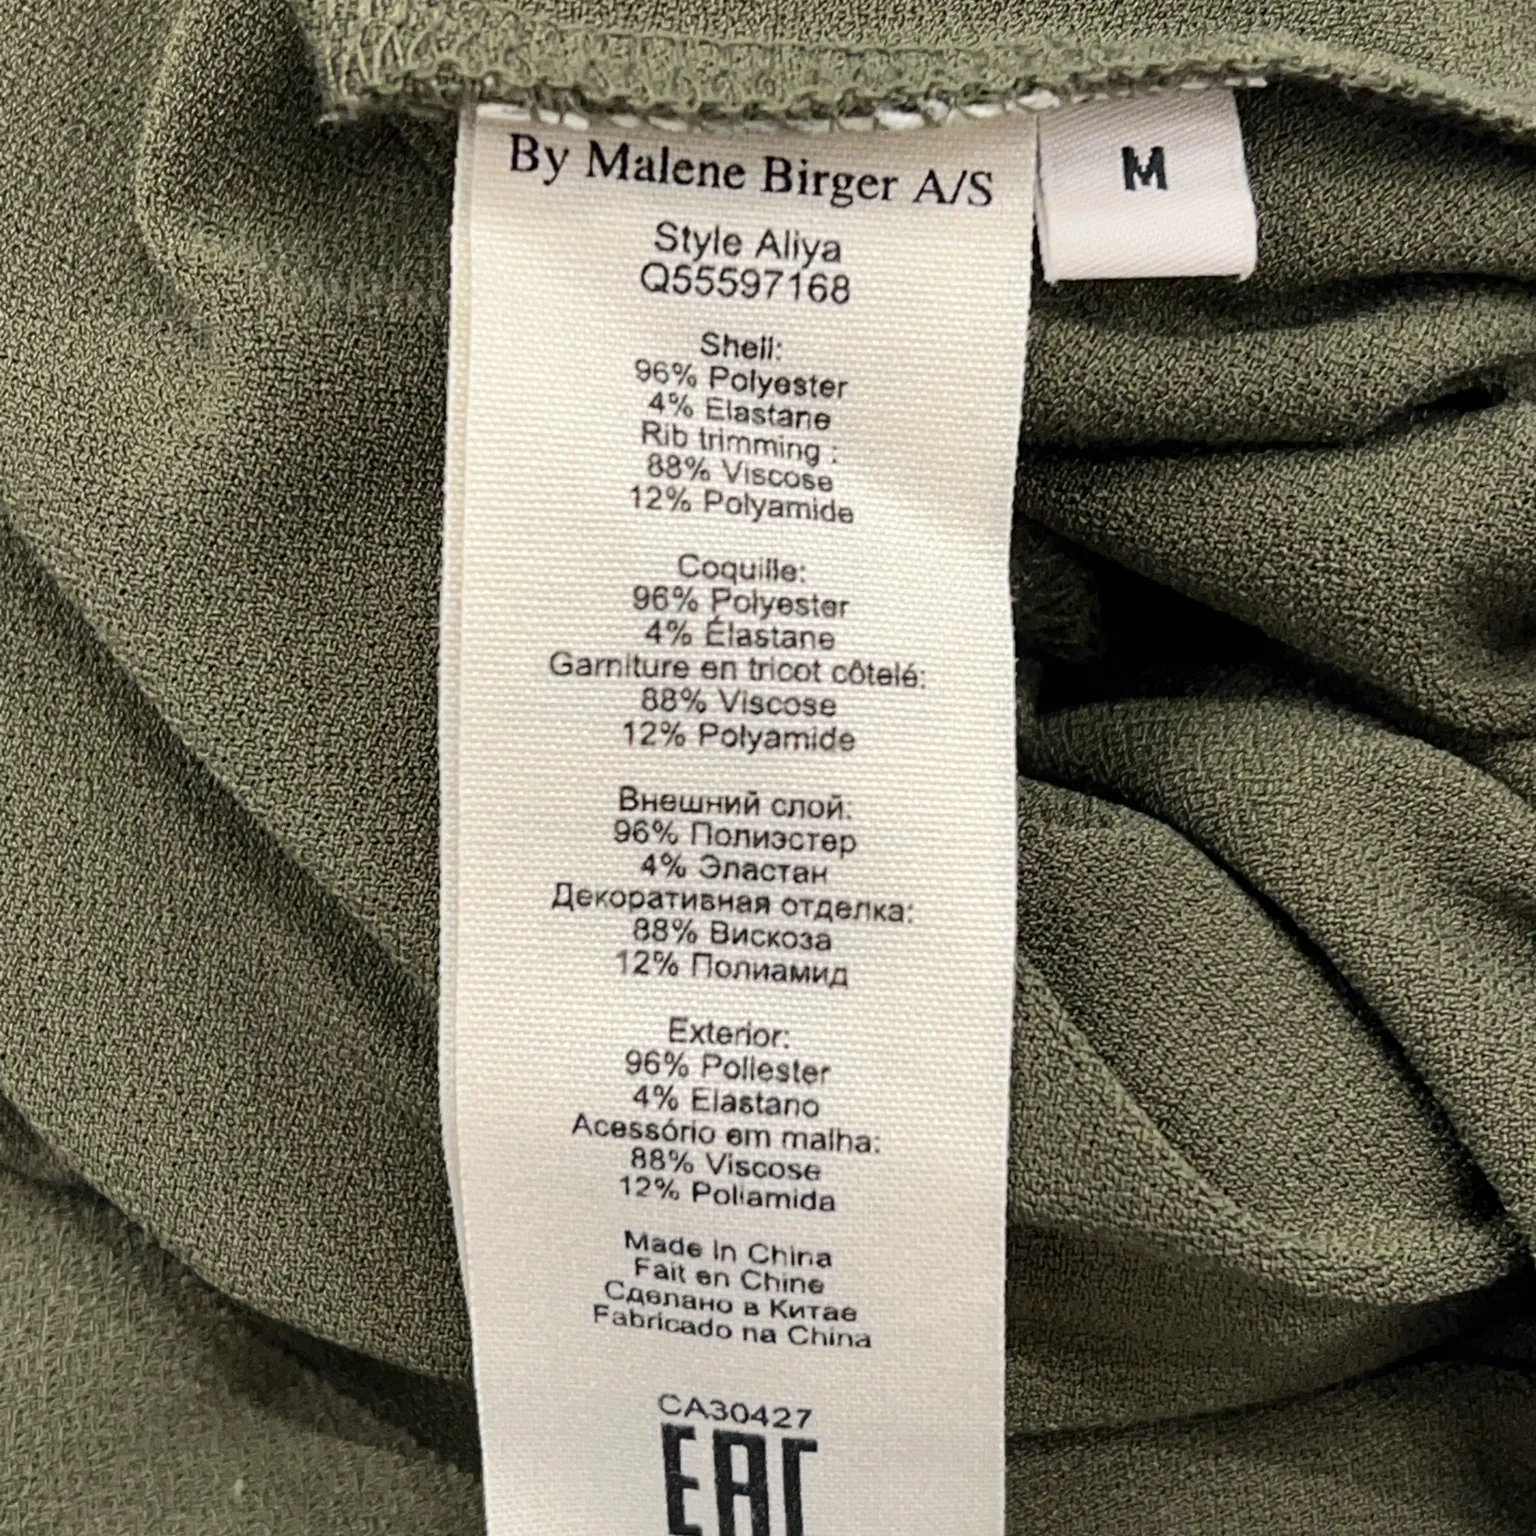 By Malene Birger A/S
M
Style Aliya
Q55597168
Shell:
96% Polyester
4% Elastane
Rib trimming :
88% Viscose
12% Polyamide
Coquille:
96% Polyester
4% Élastane
Garniture en tricot côtelé:
88% Viscose
12% Polyamide
Внешний слой:
96% Полиэстер
4% Эластан
Декоративная отделка:
88% Вискоза
12% Полиамид
Exterior:
96% Poliester
4% Elastano
Acessório em malha:
88% Viscose
12% Poliamida
Made in China
Fait en Chine
Сделано в Китае
Fabricado na China
CA30427
EAC